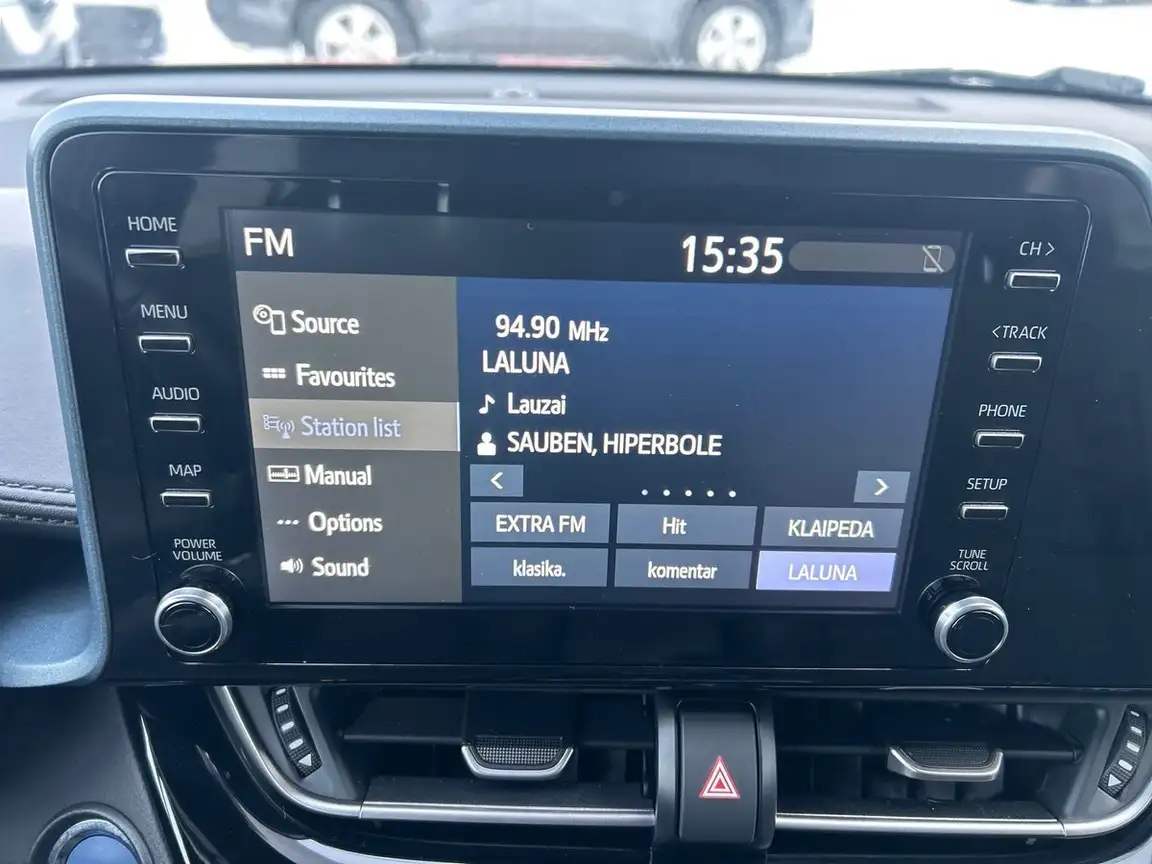 HOME
MENU
AUDIO
MAP
POWER
VOLUME
FM
15:35
Source
Favourites
Station list
Manual
Options
Sound
94.90 MHz
LALUNA
Lauzai
SAUBEN, HIPERBOLE
<
>
EXTRA FM
Hit
KLAIPEDA
klasika.
komentar
LALUNA
CH >
< TRACK
PHONE
SETUP
TUNE
SCROLL